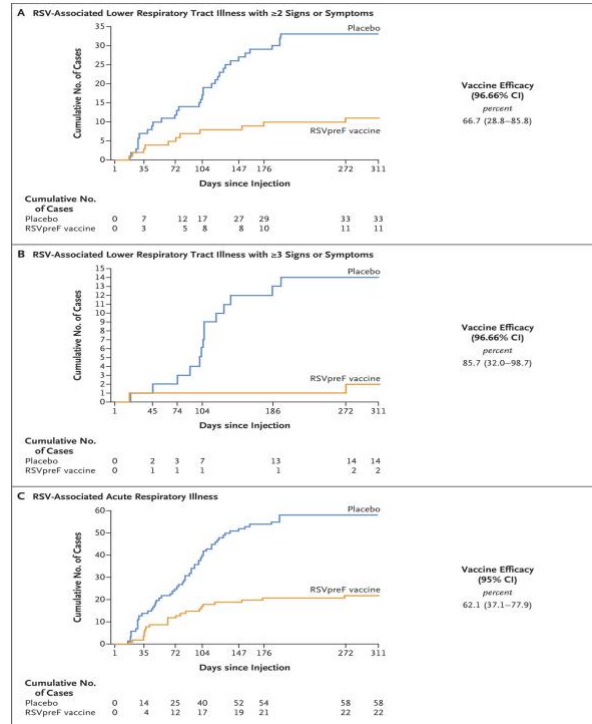 A RSV-Associated Lower Respiratory Tract Illness with ≥2 Signs or Symptoms
Cumulative No. of Cases
35
30
25
20
15
10
5
0
Placebo
RSVpreF vaccine
1 35 72 104 147 176 272 311
Days since Injection
Vaccine Efficacy
(96.66% CI)
percent
66.7 (28.8–85.8)
Cumulative No.
of Cases
Placebo 0 7 12 17 27 29 33 33
RSVpreF vaccine 0 3 5 8 8 10 11 11
B RSV-Associated Lower Respiratory Tract Illness with ≥3 Signs or Symptoms
Cumulative No. of Cases
15
14
13
12
11
10
9
8
7
6
5
4
3
2
1
0
Placebo
RSVpreF vaccine
1 45 74 104 186 272 311
Days since Injection
Vaccine Efficacy
(96.66% CI)
percent
85.7 (32.0–98.7)
Cumulative No.
of Cases
Placebo 0 2 3 7 13 14 14
RSVpreF vaccine 0 1 1 1 1 2 2
C RSV-Associated Acute Respiratory Illness
Cumulative No. of Cases
60
50
40
30
20
10
0
Placebo
RSVpreF vaccine
1 35 72 104 147 176 272 311
Days since Injection
Vaccine Efficacy
(95% CI)
percent
62.1 (37.1–77.9)
Cumulative No.
of Cases
Placebo 0 14 25 40 52 54 58 58
RSVpreF vaccine 0 4 12 17 19 21 22 22